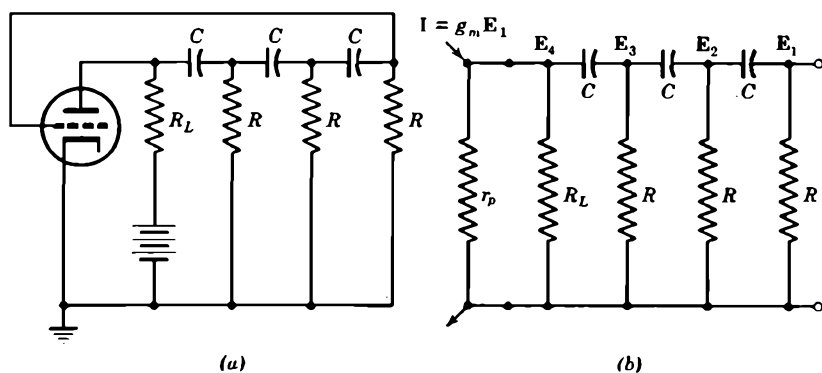 C C C
R_L R R R
(a)
I = g_m E_1
E_4 E_3 E_2 E_1
C C C
r_p R_L R R R
(b)